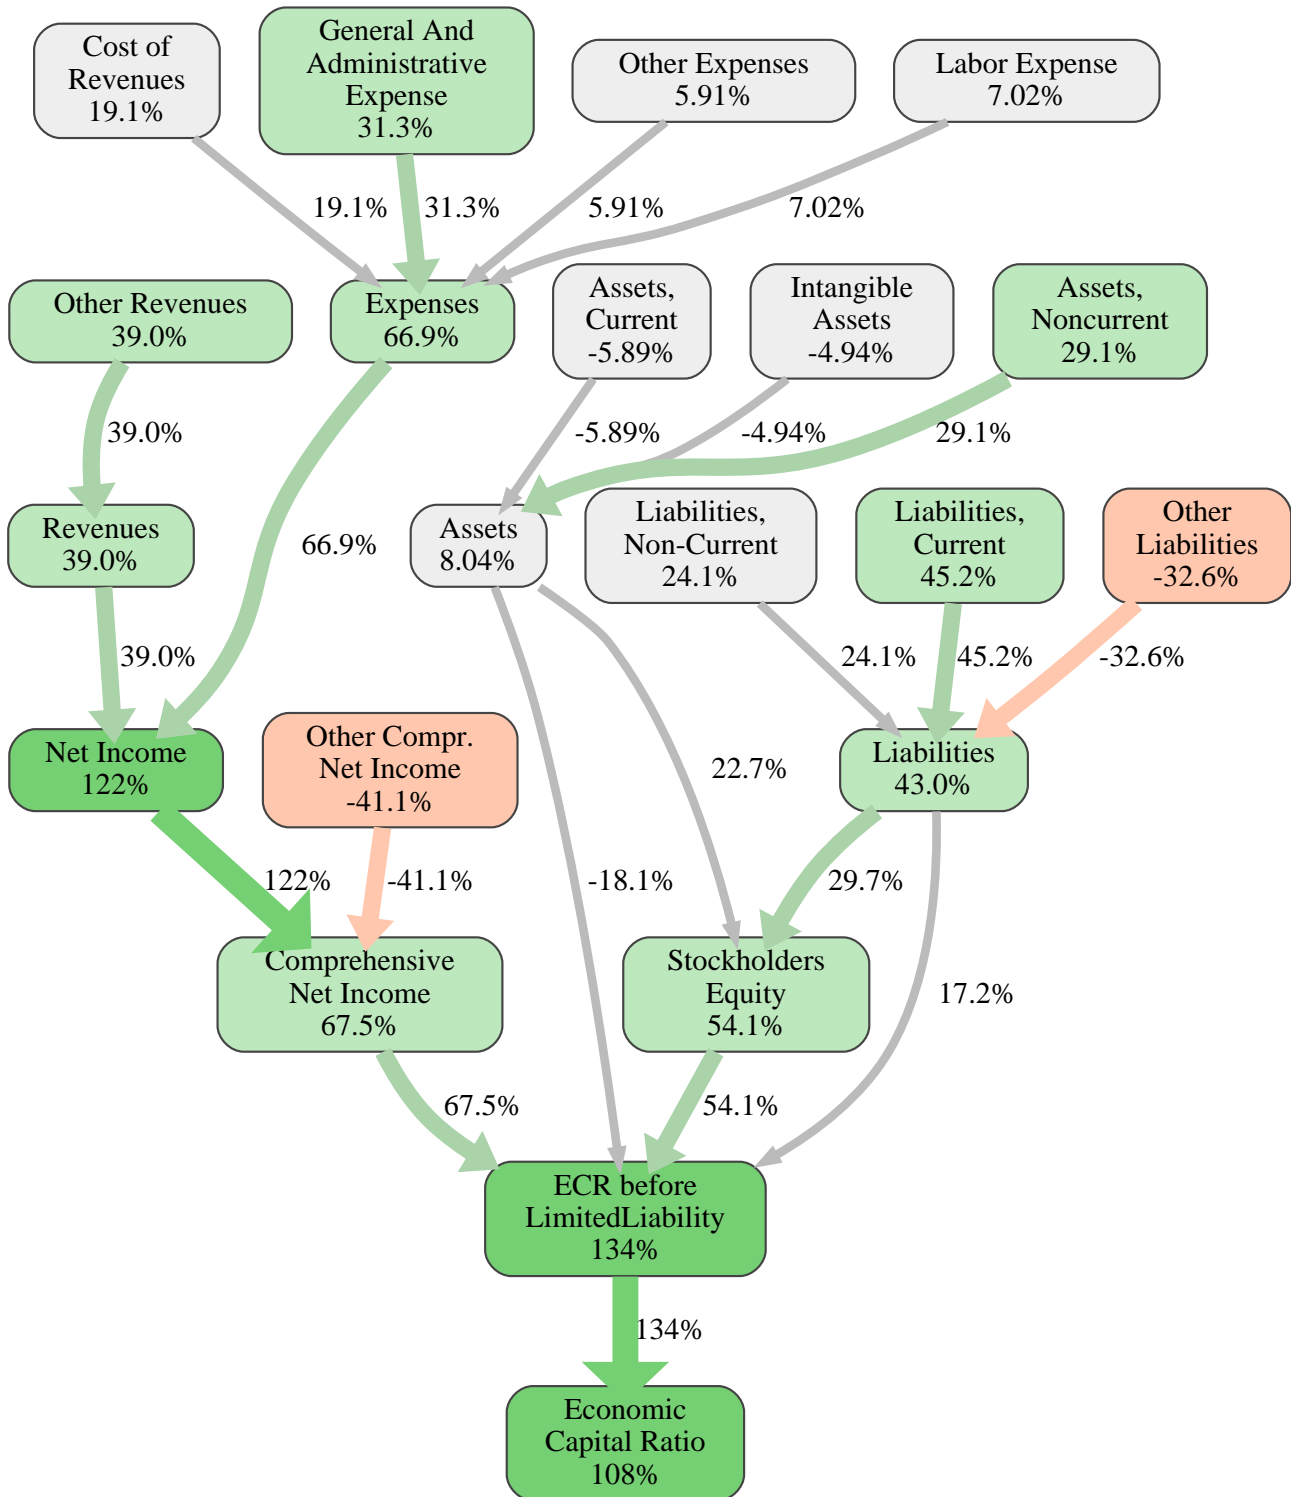 Cost of
Revenues
19.1%
General And
Administrative
Expense
31.3%
Other Expenses
5.91%
Labor Expense
7.02%
19.1%
31.3%
5.91%
7.02%
Other Revenues
39.0%
Expenses
66.9%
Assets,
Current
-5.89%
Intangible
Assets
-4.94%
Assets,
Noncurrent
29.1%
39.0%
-5.89%
-4.94%
29.1%
Revenues
39.0%
66.9%
Assets
8.04%
Liabilities,
Non-Current
24.1%
Liabilities,
Current
45.2%
Other
Liabilities
-32.6%
39.0%
24.1%
45.2%
-32.6%
Net Income
122%
Other Compr.
Net Income
-41.1%
22.7%
Liabilities
43.0%
122%
-41.1%
-18.1%
29.7%
Comprehensive
Net Income
67.5%
Stockholders
Equity
54.1%
17.2%
67.5%
54.1%
ECR before
LimitedLiability
134%
134%
Economic
Capital Ratio
108%